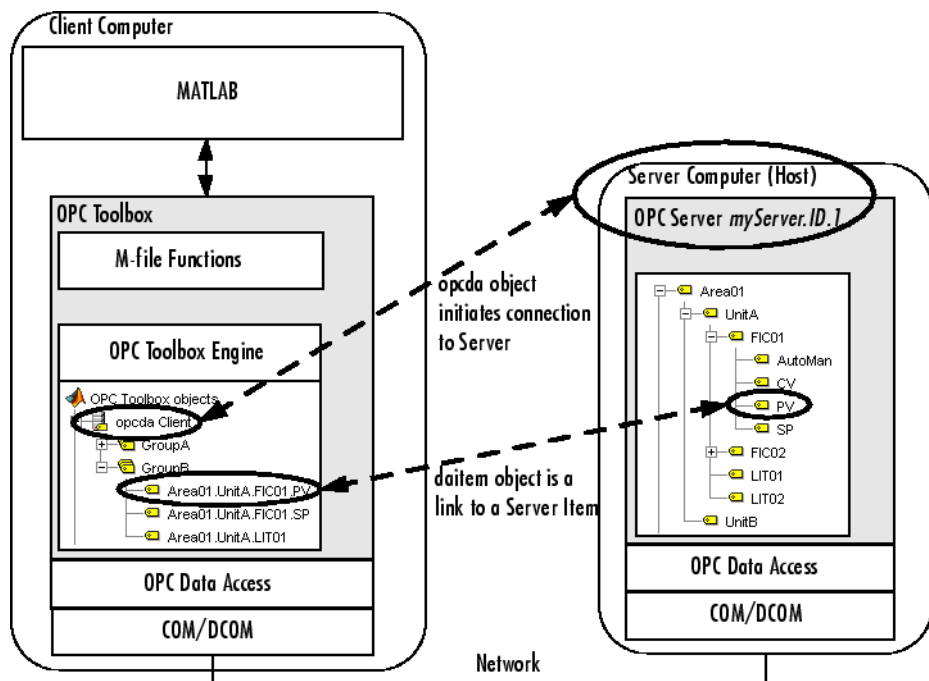 Client Computer
MATLAB
OPC Toolbox
M-file Functions
OPC Toolbox Engine
OPC Toolbox objects
opcda Client
GroupA
GroupB
Area01.UnitA.FIC01.PV
Area01.UnitA.FIC01.SP
Area01.UnitA.LIT01
OPC Data Access
COM/DCOM
opcda object
initiates connection
to Server
daitem object is a
link to a Server Item
Network
Server Computer (Host)
OPC Server myServer.ID.1
Area01
UnitA
FIC01
AutoMan
CV
PV
SP
FIC02
LIT01
LIT02
UnitB
OPC Data Access
COM/DCOM